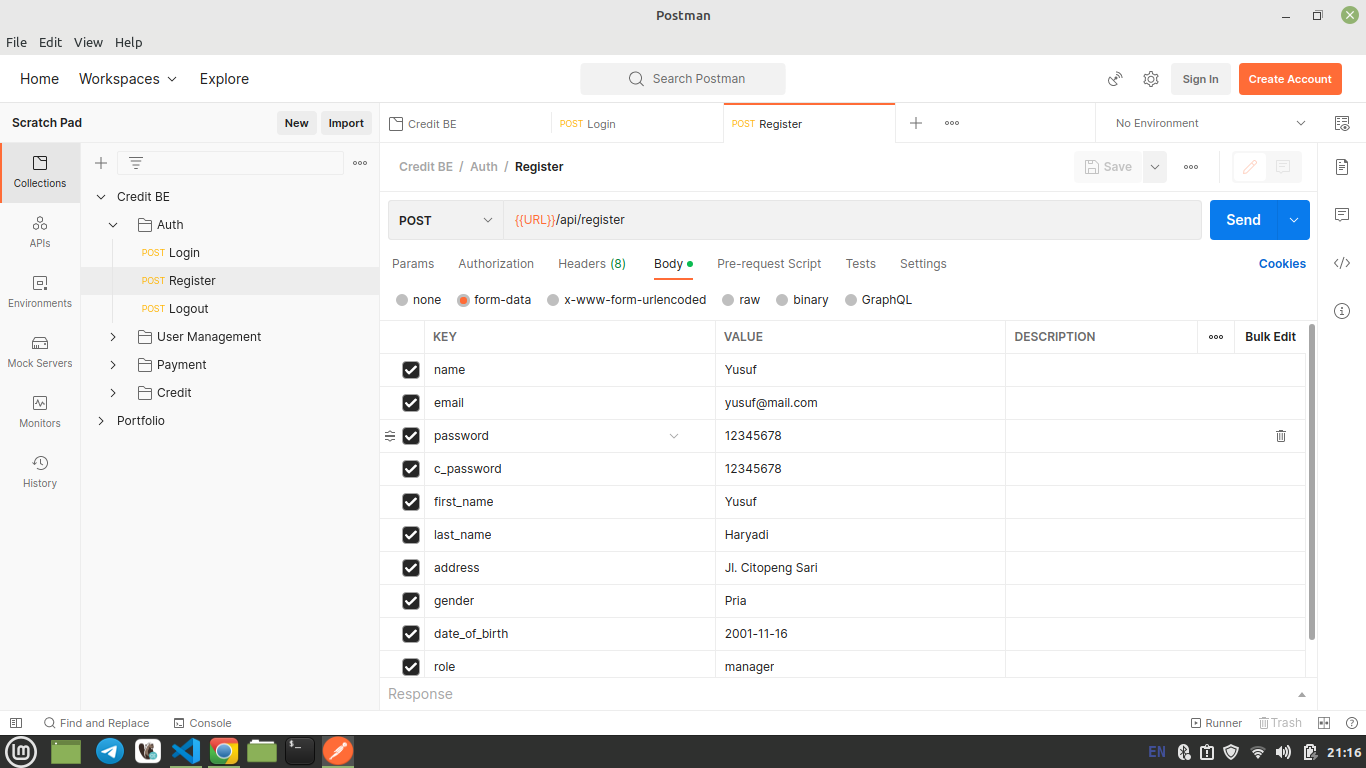 Postman
File Edit View Help
Home Workspaces Explore Search Postman Sign In Create Account
Scratch Pad New Import Credit BE POST Login POST Register No Environment
Collections
APIs
Environments
Mock Servers
Monitors
History
Credit BE
Auth
POST Login
POST Register
POST Logout
User Management
Payment
Credit
Portfolio
Credit BE / Auth / Register Save
POST {{URL}}/api/register Send
Params Authorization Headers (8) Body Pre-request Script Tests Settings Cookies
none form-data x-www-form-urlencoded raw binary GraphQL
KEY VALUE DESCRIPTION Bulk Edit
name Yusuf
email yusuf@mail.com
password 12345678
c_password 12345678
first_name Yusuf
last_name Haryadi
address Jl. Citopeng Sari
gender Pria
date_of_birth 2001-11-16
role manager
Response
Find and Replace Console Runner Trash
EN 21:16